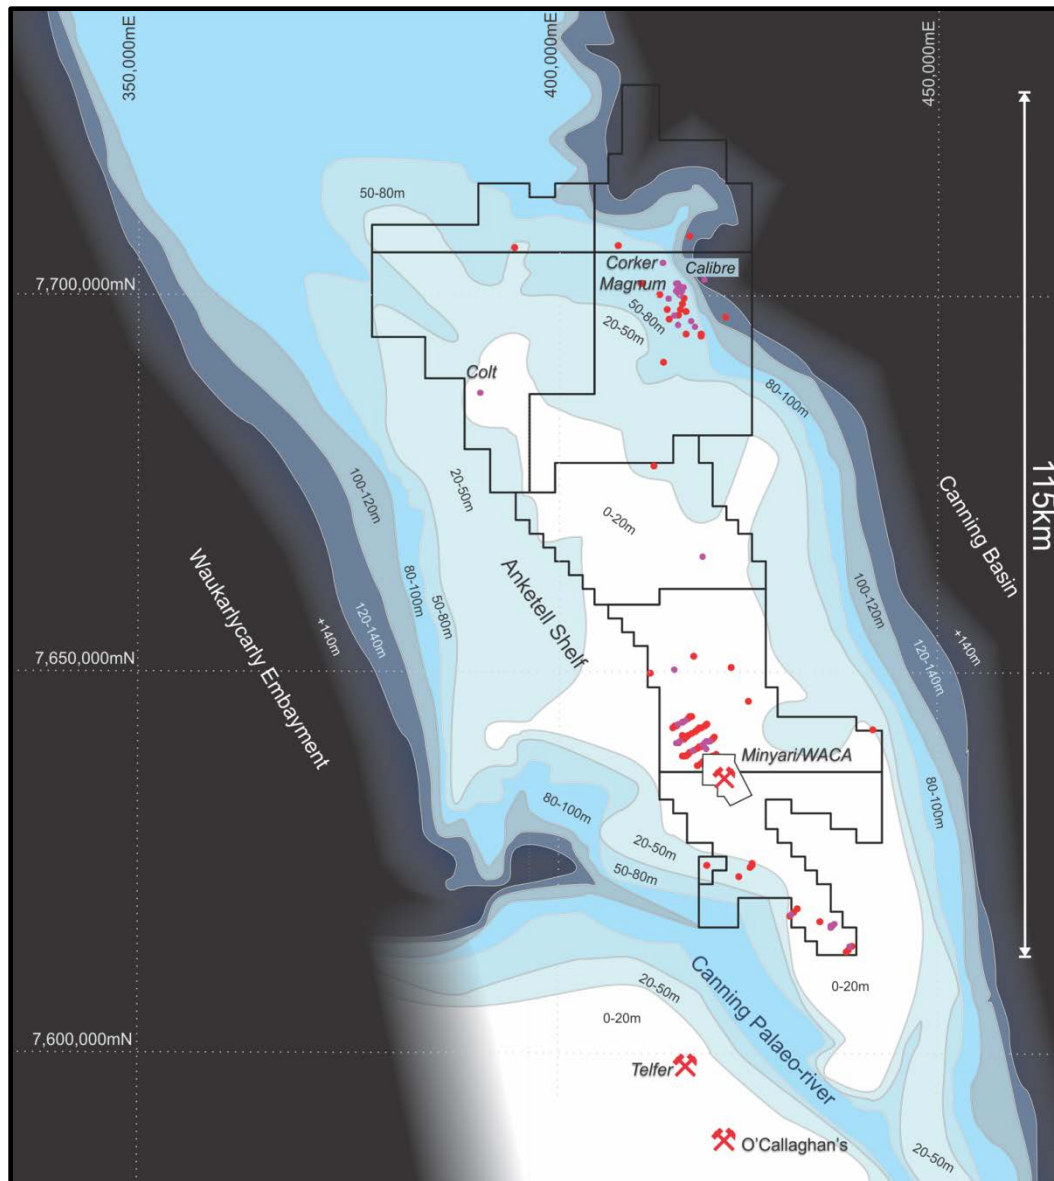 350,000mE
400,000mE
450,000mE
50-80m
7,700,000mN
Corker
Calibre
Magnum
50-80m
20-50m
80-100m
Colt
20-50m
100-120m
0-20m
Canning Basin
115km
Waukarlycarly Embayment
Anketell Shelf
80-100m
50-80m
100-120m
120-140m
+140m
120-140m
+140m
7,650,000mN
Minyari/WACA
80-100m
80-100m
20-50m
50-80m
Canning Palaeo-river
20-50m
0-20m
0-20m
7,600,000mN
Telfer
O'Callaghan's
20-50m